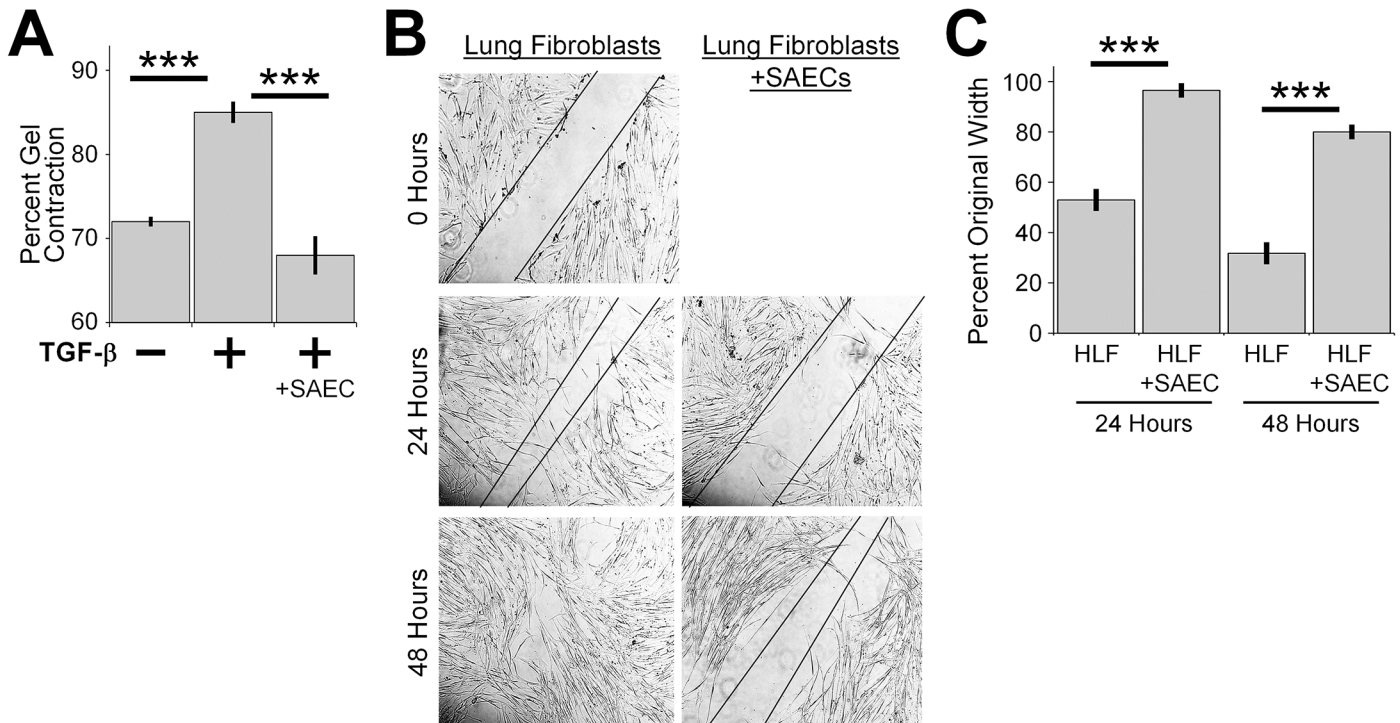 A
***
***
90
80
70
60
Percent Gel
Contraction
TGF-β − + +
+SAEC
B
Lung Fibroblasts
Lung Fibroblasts
+SAECs
0 Hours
24 Hours
48 Hours
C
***
***
100
80
60
40
20
0
Percent Original Width
HLF HLF HLF HLF
+SAEC +SAEC
24 Hours 48 Hours